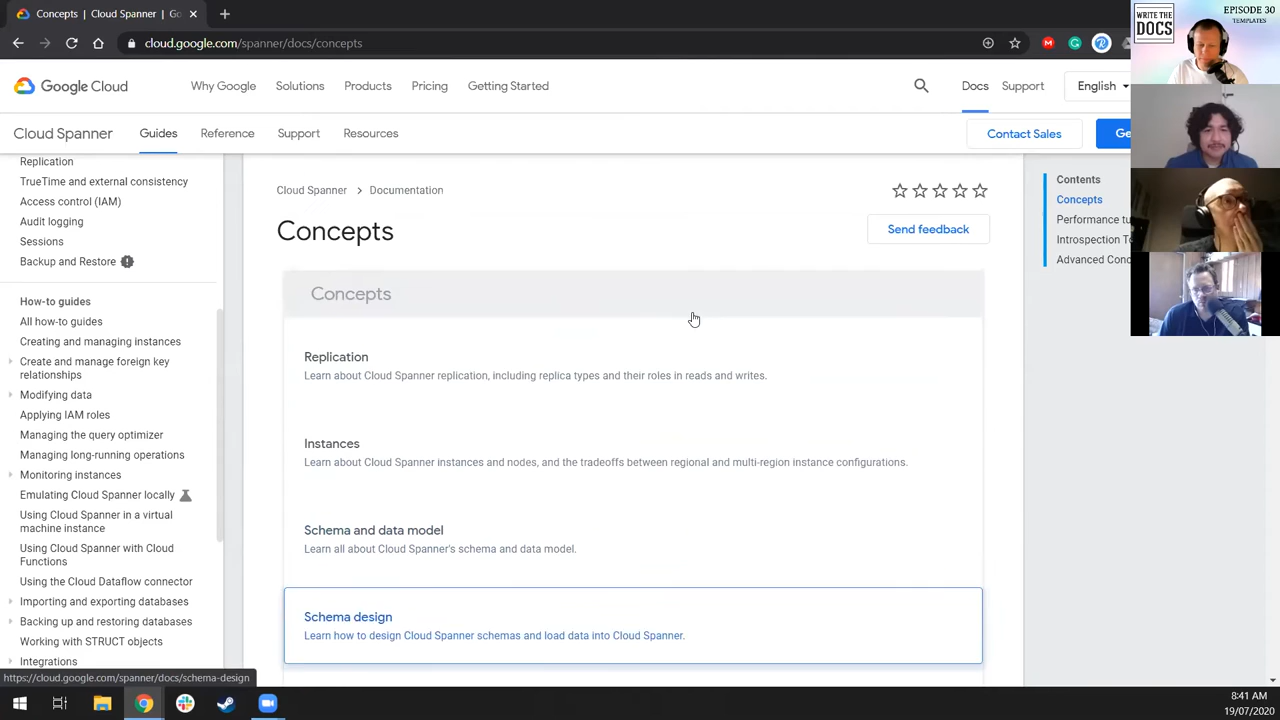 Concepts | Cloud Spanner | Go
cloud.google.com/spanner/docs/concepts
WRITE THE DOCS
EPISODE 30
TEMPLATES
Google Cloud
Why Google
Solutions
Products
Pricing
Getting Started
Docs
Support
English
Cloud Spanner
Guides
Reference
Support
Resources
Contact Sales
Ge
Replication
TrueTime and external consistency
Access control (IAM)
Audit logging
Sessions
Backup and Restore
How-to guides
All how-to guides
Creating and managing instances
Create and manage foreign key
relationships
Modifying data
Applying IAM roles
Managing the query optimizer
Managing long-running operations
Monitoring instances
Emulating Cloud Spanner locally
Using Cloud Spanner in a virtual
machine instance
Using Cloud Spanner with Cloud
Functions
Using the Cloud Dataflow connector
Importing and exporting databases
Backing up and restoring databases
Working with STRUCT objects
Integrations
Cloud Spanner > Documentation
Concepts
Send feedback
Concepts
Replication
Learn about Cloud Spanner replication, including replica types and their roles in reads and writes.
Instances
Learn about Cloud Spanner instances and nodes, and the tradeoffs between regional and multi-region instance configurations.
Schema and data model
Learn all about Cloud Spanner's schema and data model.
Schema design
Learn how to design Cloud Spanner schemas and load data into Cloud Spanner.
Contents
Concepts
Performance tu
Introspection To
Advanced Conc
https://cloud.google.com/spanner/docs/schema-design
8:41 AM
19/07/2020